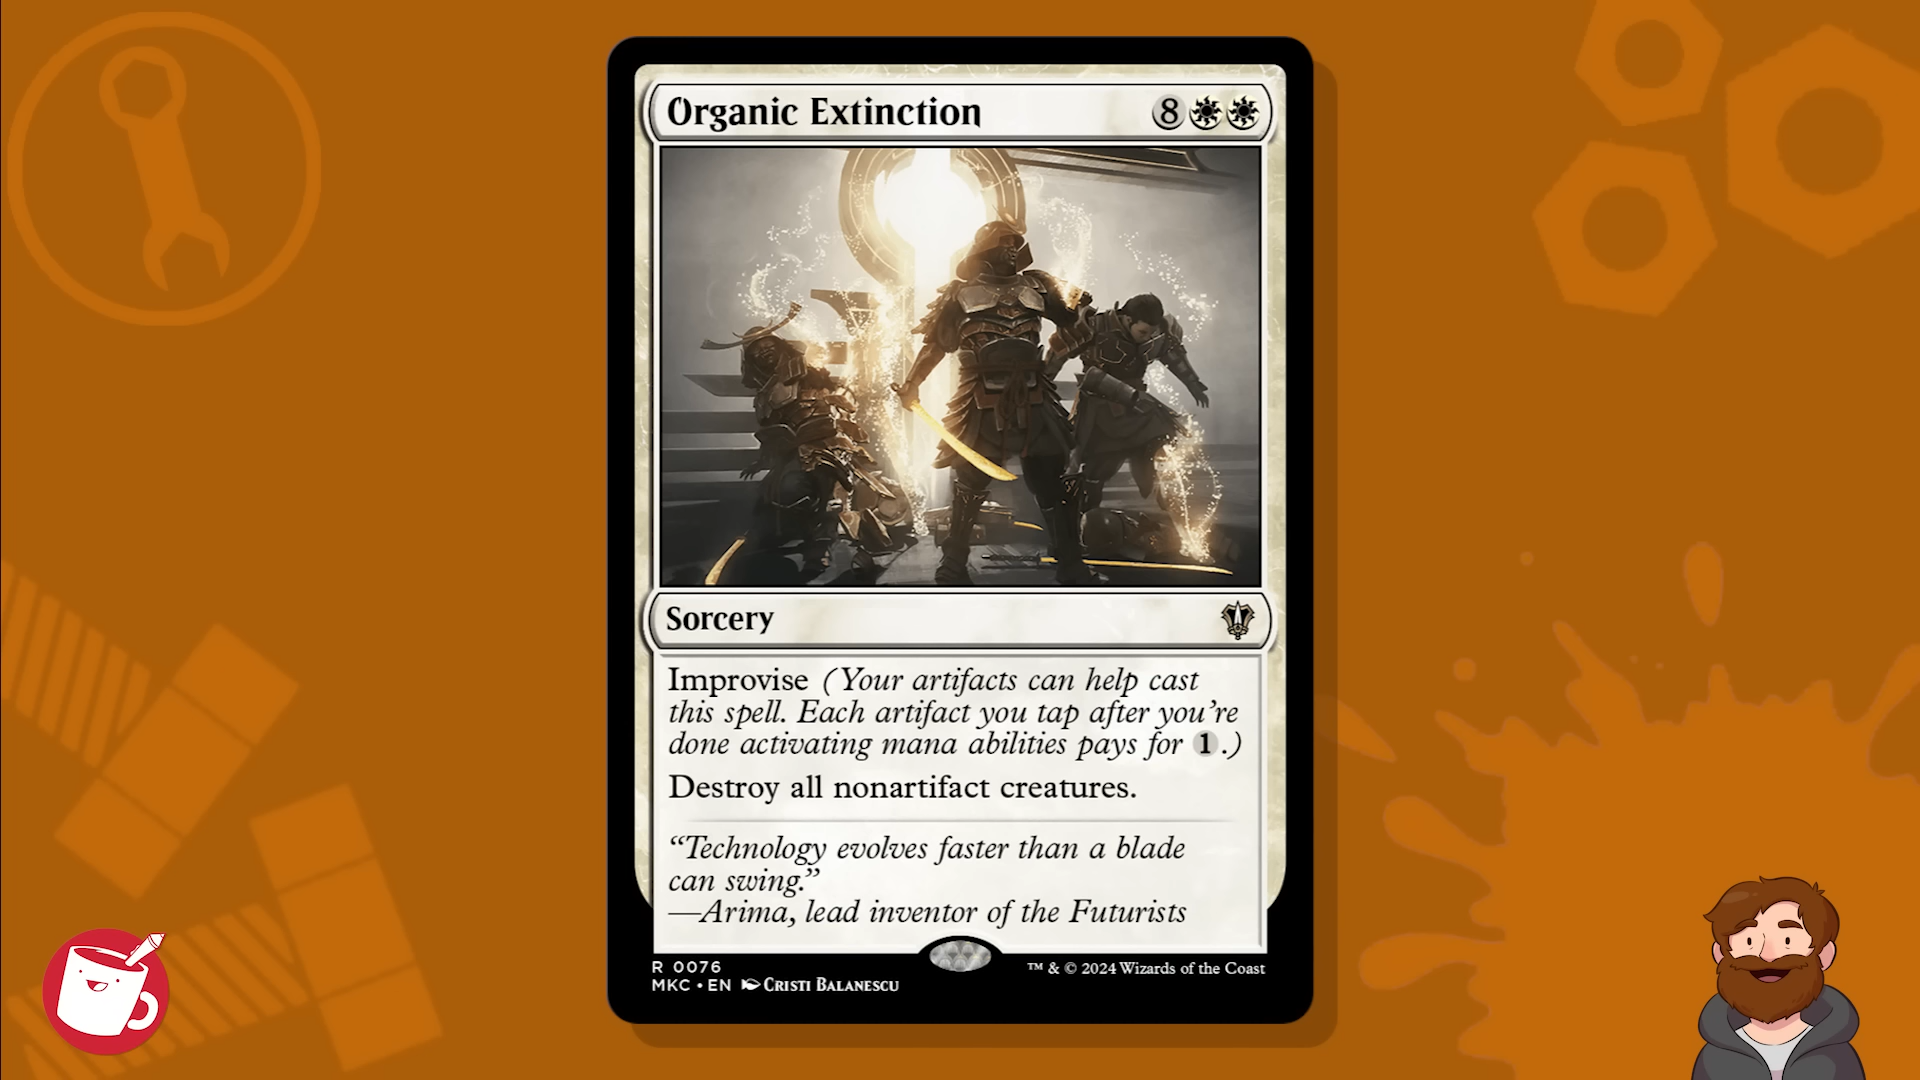 Organic Extinction 8
Sorcery
Improvise (Your artifacts can help cast
this spell. Each artifact you tap after you're
done activating mana abilities pays for 1.)
Destroy all nonartifact creatures.
“Technology evolves faster than a blade
can swing.”
—Arima, lead inventor of the Futurists
R 0076
MKC • EN CRISTI BALANESCU
™ & © 2024 Wizards of the Coast